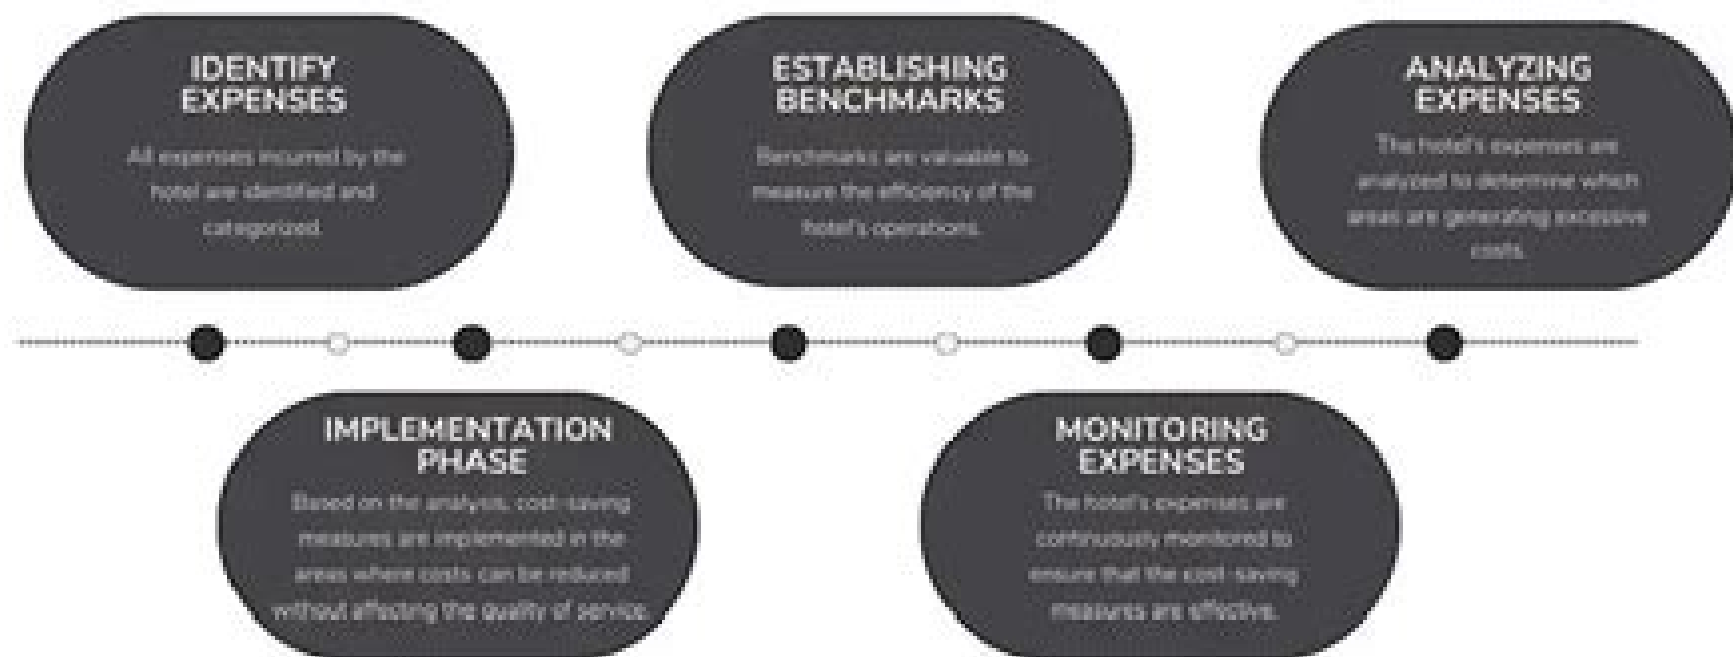 IDENTIFY
EXPENSES
All expenses incurred by the
hotel are identified and
categorized.
ESTABLISHING
BENCHMARKS
Benchmarks are valuable to
measure the efficiency of the
hotel's operations.
ANALYZING
EXPENSES
The hotel's expenses are
analyzed to determine which
areas are generating excessive
costs.
IMPLEMENTATION
PHASE
Based on the analysis, cost-saving
measures are implemented in the
areas where costs can be reduced
without affecting the quality of service.
MONITORING
EXPENSES
The hotel's expenses are
continuously monitored to
ensure that the cost-saving
measures are effective.